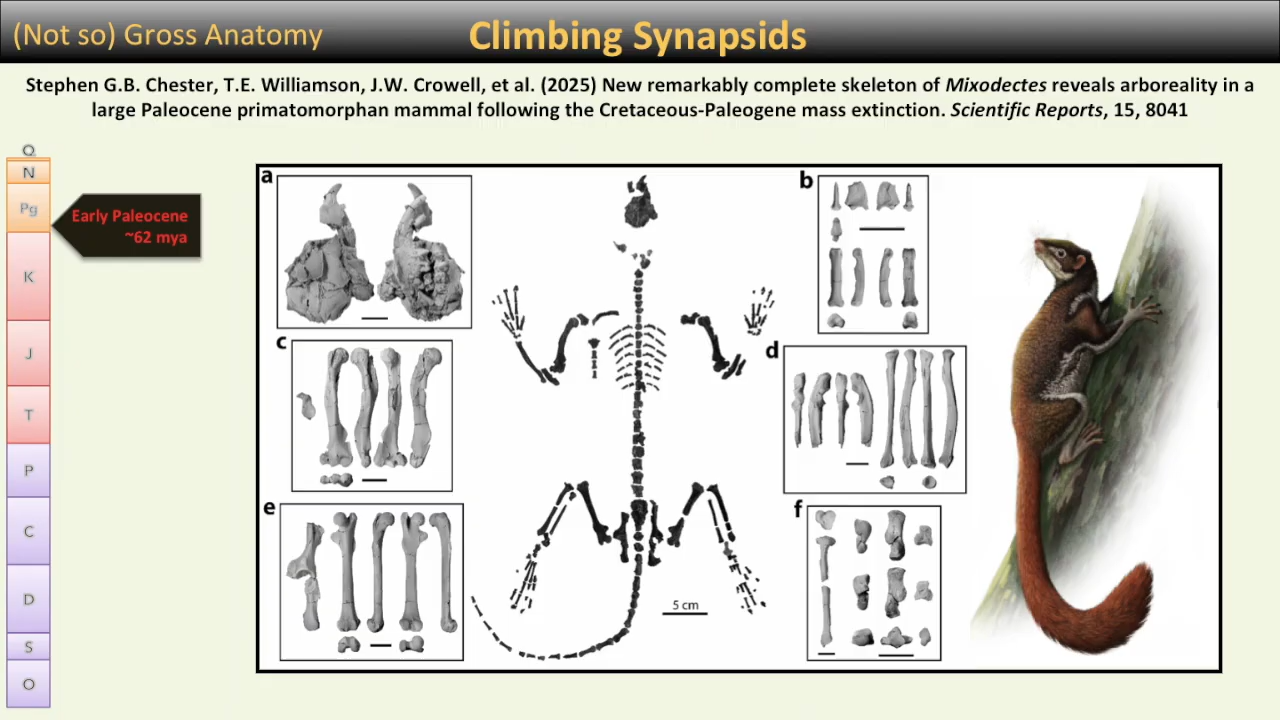 (Not so) Gross Anatomy
Climbing Synapsids
Stephen G.B. Chester, T.E. Williamson, J.W. Crowell, et al. (2025) New remarkably complete skeleton of Mixodectes reveals arboreality in a
large Paleocene primatomorphan mammal following the Cretaceous-Paleogene mass extinction. Scientific Reports, 15, 8041
Q
N
Pg
K
J
T
P
C
D
S
O
Early Paleocene
~62 mya
a
b
c
d
e
f
5 cm